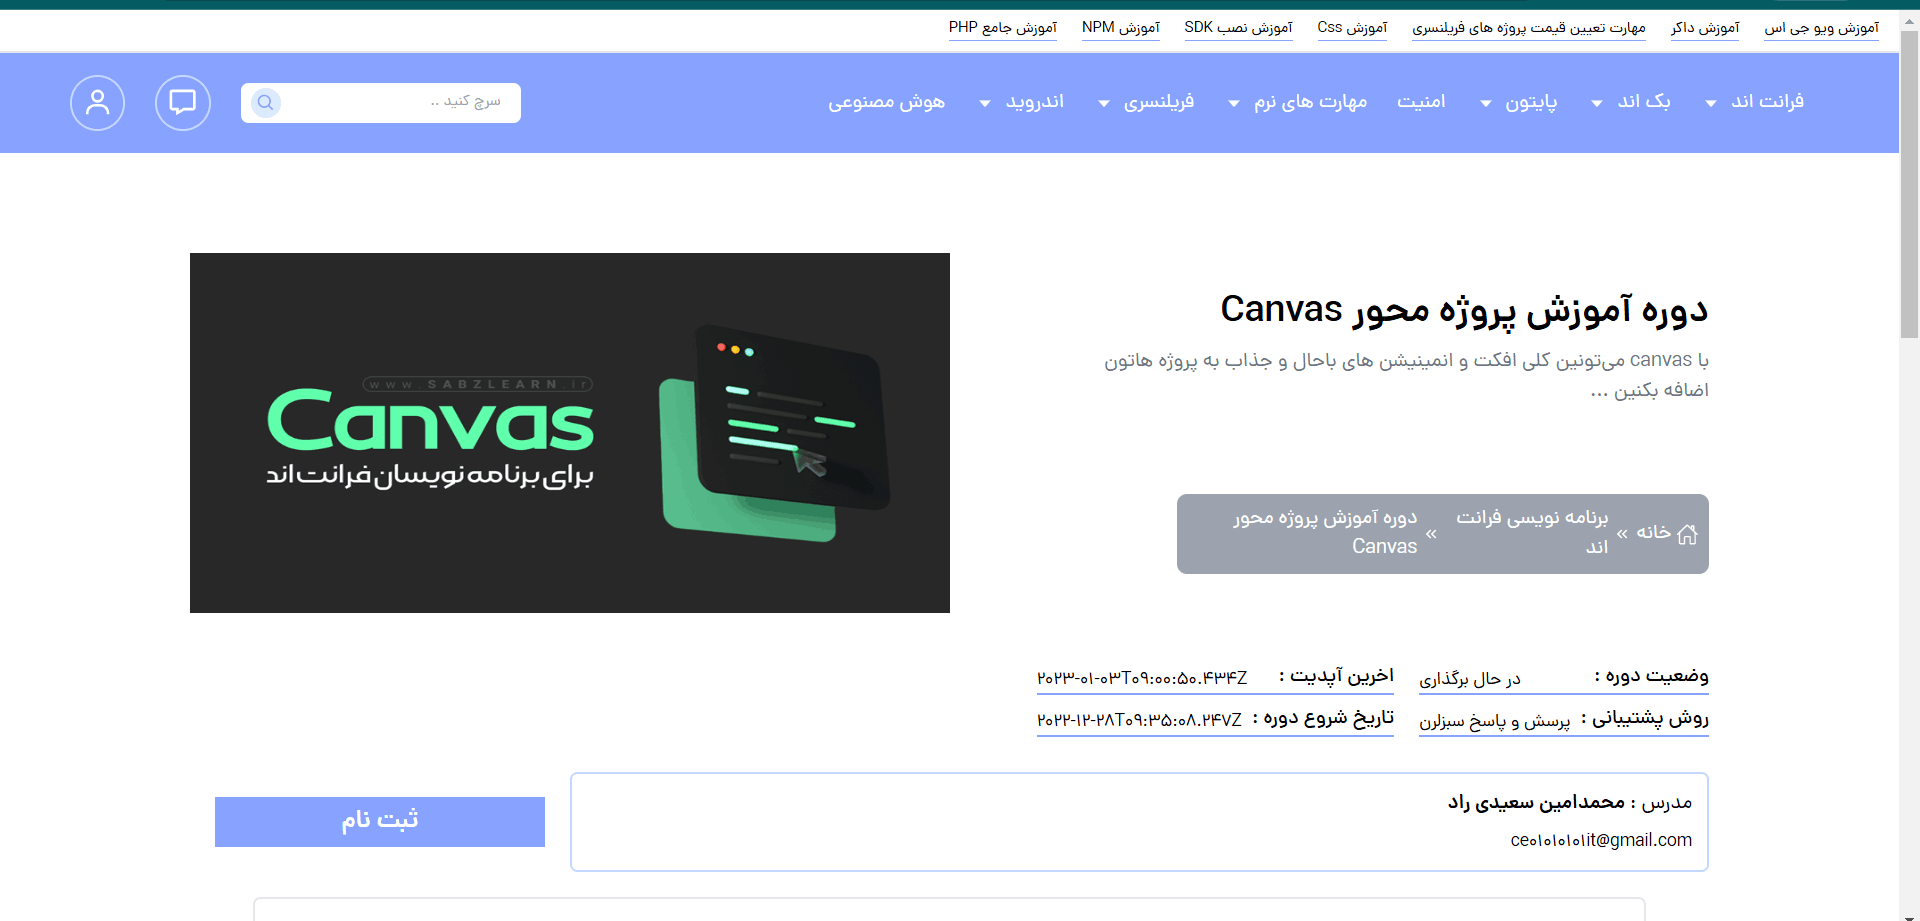 آموزش ویو جی اس
آموزش داکر
مهارت تعیین قیمت پروژه های فریلنسری
آموزش Css
آموزش نصب SDK
آموزش NPM
آموزش جامع PHP
فرانت اند
بک اند
پایتون
امنیت
مهارت های نرم
فریلنسری
اندروید
هوش مصنوعی
سرچ کنید ..
دوره آموزش پروژه محور Canvas
با canvas می‌تونین کلی افکت و انمینیشن های باحال و جذاب به پروژه هاتون
اضافه بکنین ...
www.SABZLEARN.ir
Canvas
برای برنامه نویسان فرانت اند
خانه »
برنامه نویسی فرانت
اند
»
دوره آموزش پروژه محور
Canvas
وضعیت دوره : در حال برگذاری
اخرین آپدیت : ۲۰۲۳-۰۱-۰۳T۰۹:۰۰:۵۰.۴۳۴Z
روش پشتیبانی : پرسش و پاسخ سبزلرن
تاریخ شروع دوره : ۲۰۲۲-۱۲-۲۸T۰۹:۳۵:۰۸.۲۴۷Z
مدرس : محمدامین سعیدی راد
ce۰۱۰۱۰۱۰۱it@gmail.com
ثبت نام